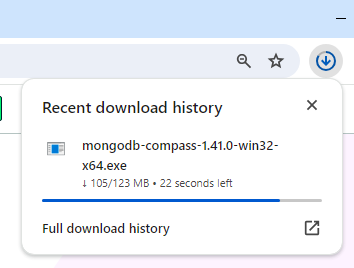 Recent download history
mongodb-compass-1.41.0-win32-
x64.exe
↓ 105/123 MB • 22 seconds left
Full download history